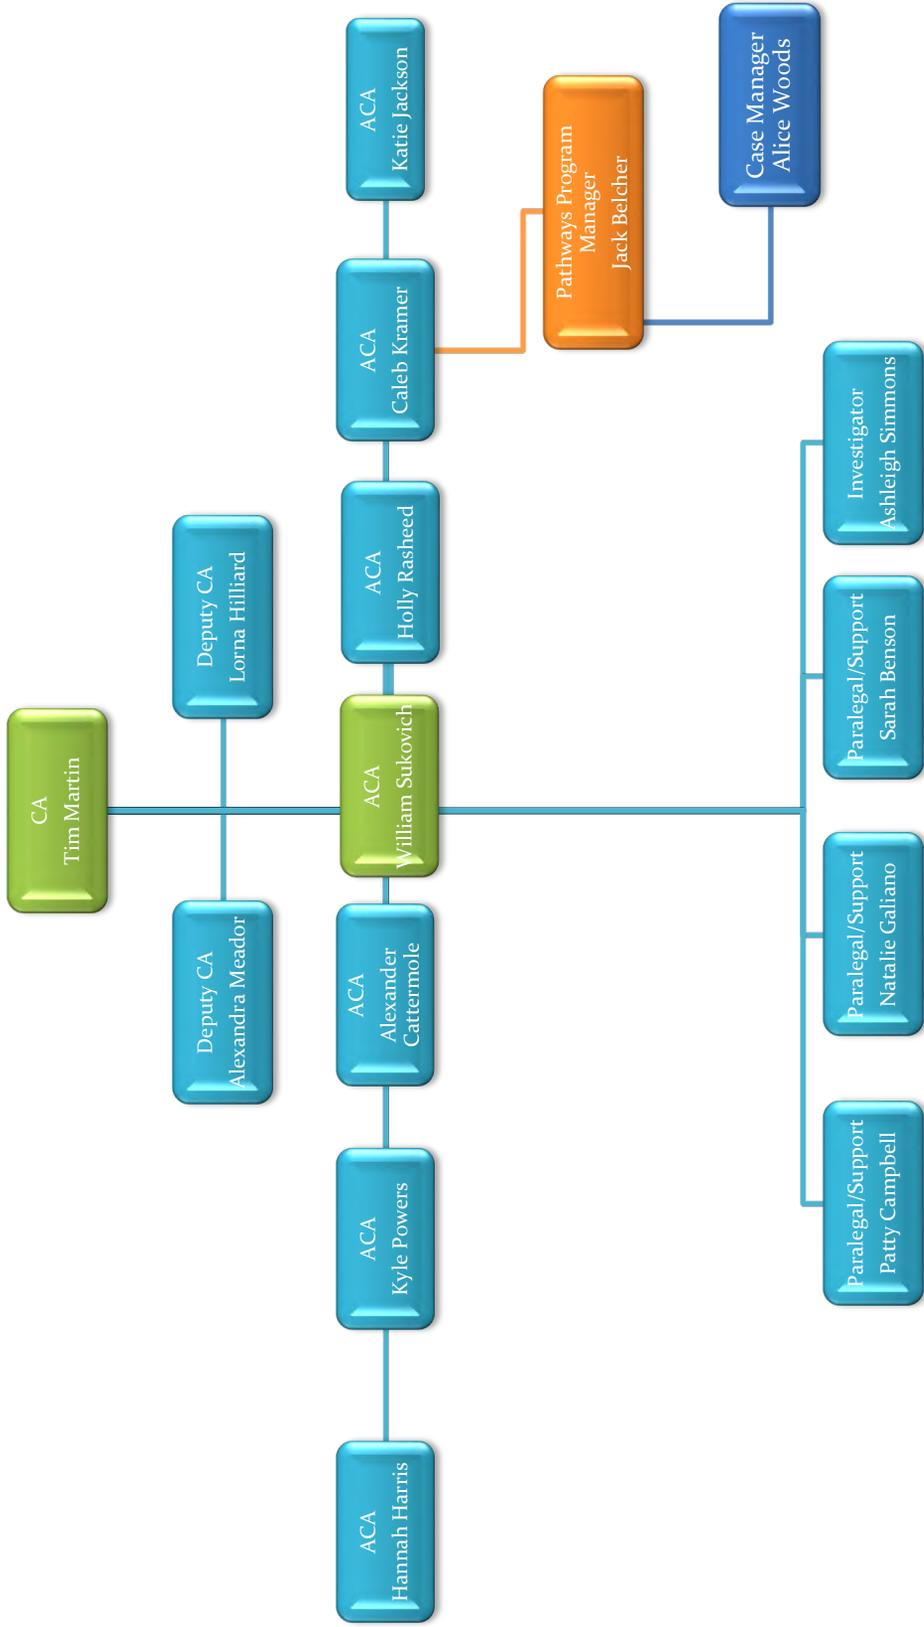 CA
Tim Martin
Deputy CA
Alexandra Meador
Deputy CA
Lorna Hilliard
ACA
Hannah Harris
ACA
Kyle Powers
ACA
Alexander
Cattermole
ACA
William Sukovich
ACA
Holly Rasheed
ACA
Caleb Kramer
ACA
Katie Jackson
Pathways Program
Manager
Jack Belcher
Case Manager
Alice Woods
Paralegal/Support
Patty Campbell
Paralegal/Support
Natalie Galiano
Paralegal/Support
Sarah Benson
Investigator
Ashleigh Simmons